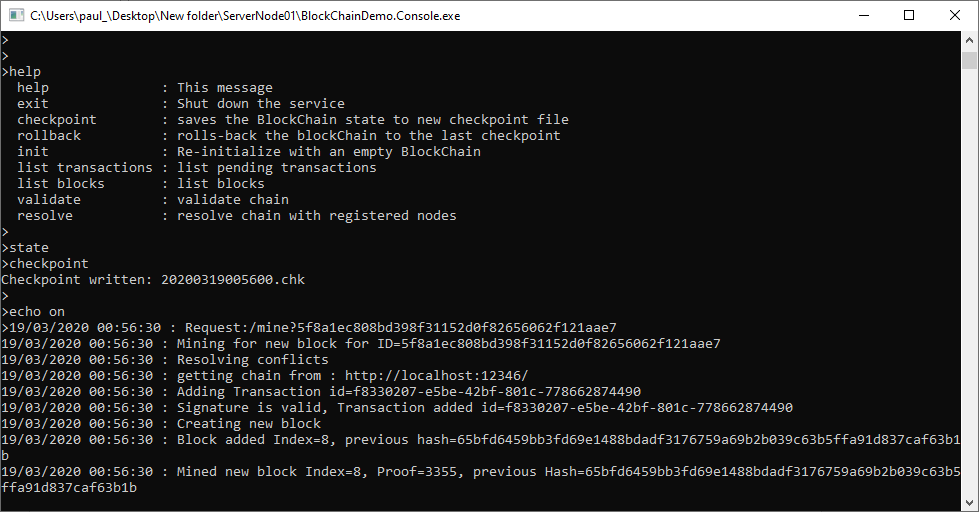 C:\Users\paul_\Desktop\New folder\ServerNode01\BlockChainDemo.Console.exe
>
>
>help
  help              : This message
  exit              : Shut down the service
  checkpoint        : saves the BlockChain state to new checkpoint file
  rollback          : rolls-back the blockChain to the last checkpoint
  init              : Re-initialize with an empty BlockChain
  list transactions : list pending transactions
  list blocks       : list blocks
  validate          : validate chain
  resolve           : resolve chain with registered nodes
>
>state
>checkpoint
Checkpoint written: 20200319005600.chk
>
>echo on
>19/03/2020 00:56:30 : Request:/mine?5f8a1ec808bd398f31152d0f82656062f121aae7
19/03/2020 00:56:30 : Mining for new block for ID=5f8a1ec808bd398f31152d0f82656062f121aae7
19/03/2020 00:56:30 : Resolving conflicts
19/03/2020 00:56:30 : getting chain from : http://localhost:12346/
19/03/2020 00:56:30 : Adding Transaction id=f8330207-e5be-42bf-801c-778662874490
19/03/2020 00:56:30 : Signature is valid, Transaction added id=f8330207-e5be-42bf-801c-778662874490
19/03/2020 00:56:30 : Creating new block
19/03/2020 00:56:30 : Block added Index=8, previous hash=65bfd6459bb3fd69e1488bdadf3176759a69b2b039c63b5ffa91d837caf63b1
b
19/03/2020 00:56:30 : Mined new block Index=8, Proof=3355, previous Hash=65bfd6459bb3fd69e1488bdadf3176759a69b2b039c63b5
ffa91d837caf63b1b